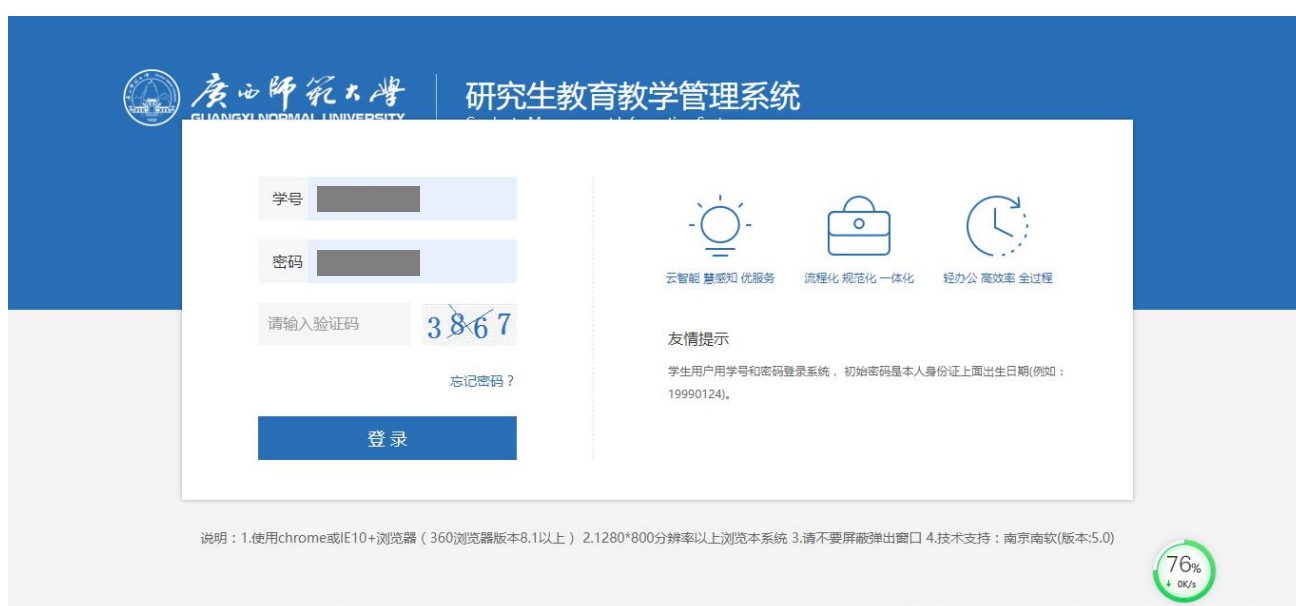 廣西師範大學
研究生教育教学管理系统
GUANGXI NORMAL UNIVERSITY
学号
密码
请输入验证码
3867
忘记密码？
登录
云智能 慧感知 优服务
流程化 规范化 一体化
轻办公 高效率 全过程
友情提示
学生用户用学号和密码登录系统，初始密码是本人身份证上面出生日期(例如：
19990124)。
说明：1.使用chrome或IE10+浏览器（360浏览器版本8.1以上）2.1280*800分辨率以上浏览本系统 3.请不要屏蔽弹出窗口 4.技术支持：南京南软(版本:5.0)
76%
0K/s